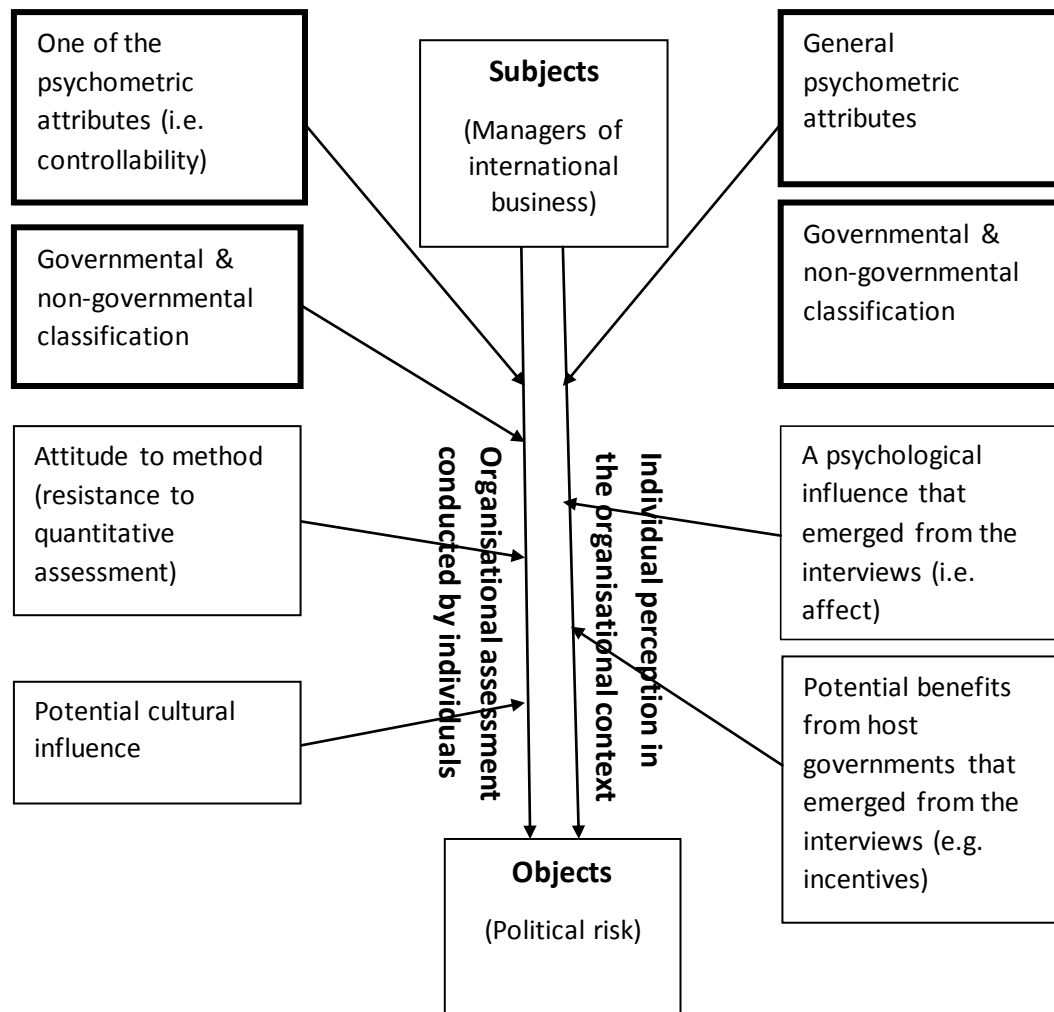 One of the
psychometric
attributes (i.e.
controllability)
Governmental &
non-governmental
classification
Attitude to method
(resistance to
quantitative
assessment)
Potential cultural
influence
Subjects
(Managers of
international
business)
Organisational assessment
conducted by individuals
Individual perception in
the organisational context
Objects
(Political risk)
General
psychometric
attributes
Governmental &
non-governmental
classification
A psychological
influence that
emerged from the
interviews (i.e.
affect)
Potential benefits
from host
governments that
emerged from the
interviews (e.g.
incentives)